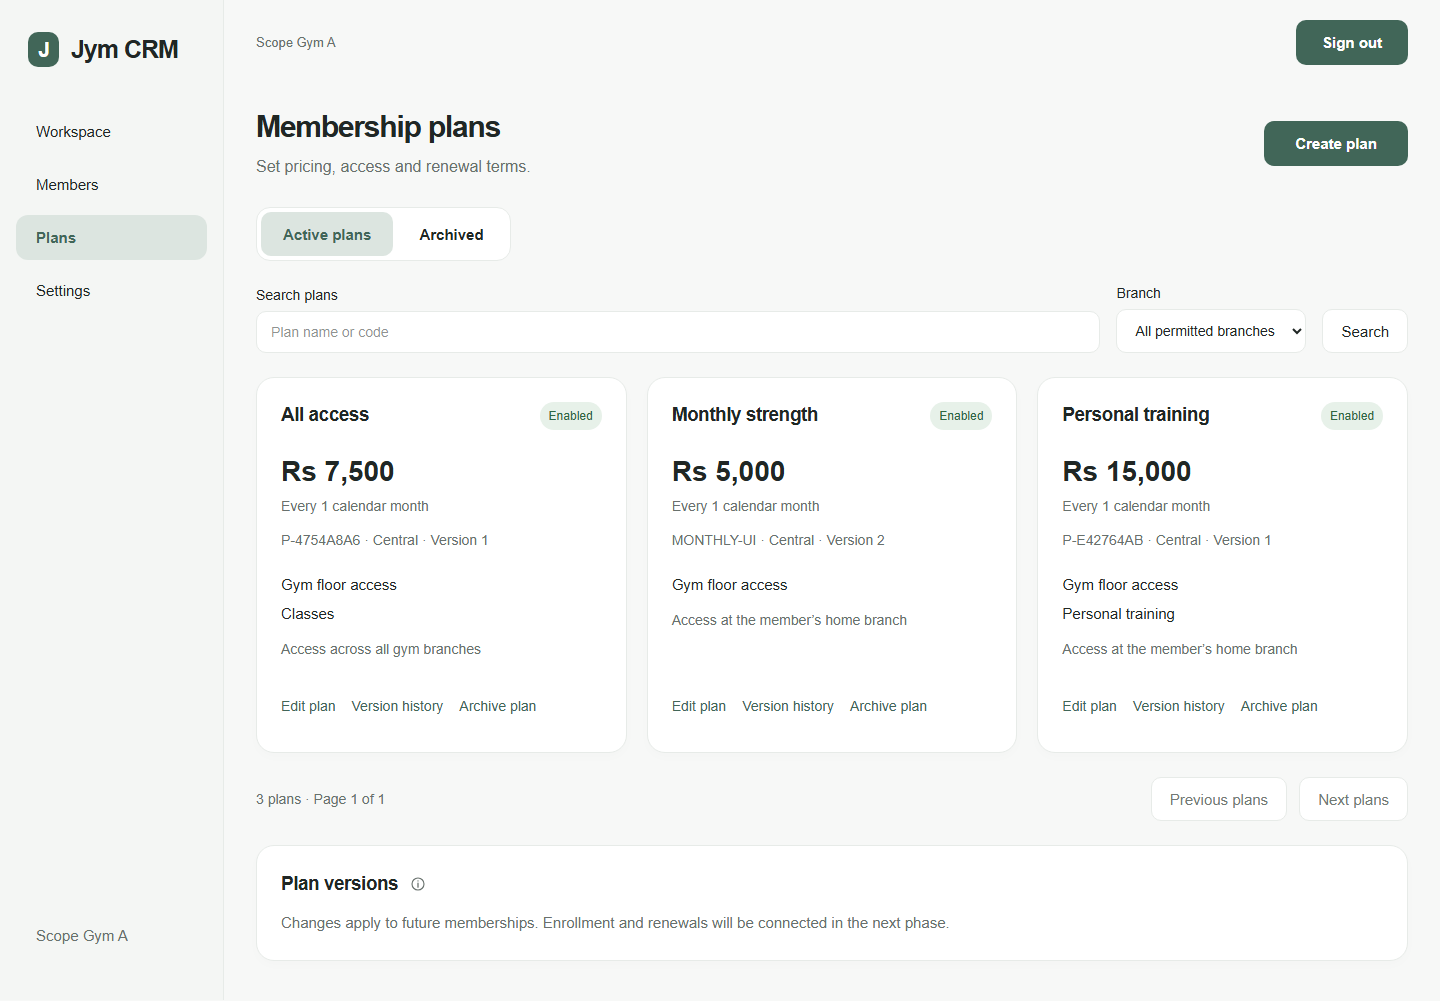 J Jym CRM
Scope Gym A
Sign out
Workspace
Members
Plans
Settings
Scope Gym A
Membership plans
Set pricing, access and renewal terms.
Create plan
Active plans
Archived
Search plans
Plan name or code
Branch
All permitted branches
Search
All access
Enabled
Rs 7,500
Every 1 calendar month
P-4754A8A6 · Central · Version 1
Gym floor access
Classes
Access across all gym branches
Edit plan Version history Archive plan
Monthly strength
Enabled
Rs 5,000
Every 1 calendar month
MONTHLY-UI · Central · Version 2
Gym floor access
Access at the member’s home branch
Edit plan Version history Archive plan
Personal training
Enabled
Rs 15,000
Every 1 calendar month
P-E42764AB · Central · Version 1
Gym floor access
Personal training
Access at the member’s home branch
Edit plan Version history Archive plan
3 plans · Page 1 of 1
Previous plans
Next plans
Plan versions
Changes apply to future memberships. Enrollment and renewals will be connected in the next phase.